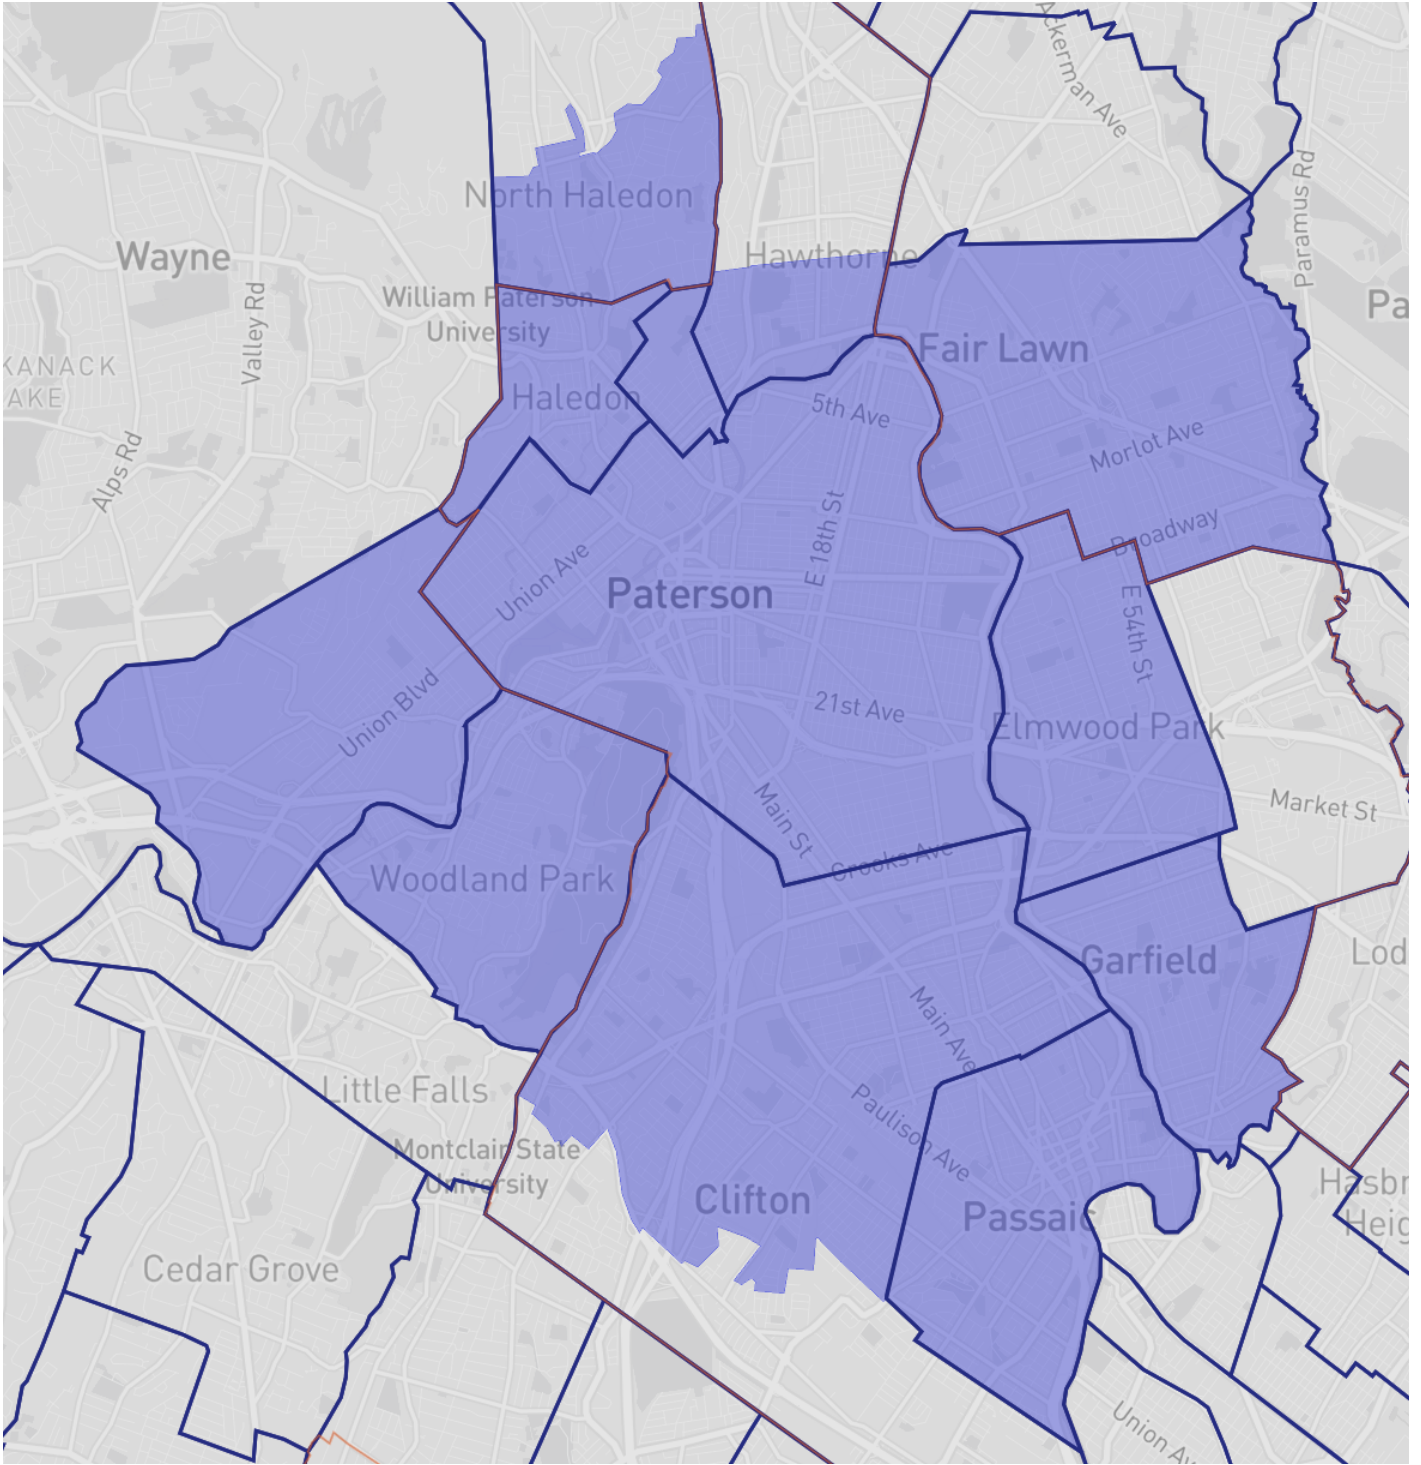 Ackerman Ave
Paramus Rd
North Haledon
Wayne
Hawthorne
William Paterson
University
Pa
Valley Rd
KANACK
AKE
Fair Lawn
Haledon
5th Ave
Morlot Ave
Alps Rd
E 18th St
Broadway
Union Ave
Paterson
E 54th St
Union Blvd
21st Ave
Elmwood Park
Main St
Market St
Crooks Ave
Woodland Park
Garfield
Lod
Main Ave
Little Falls
Paulison Ave
Montclair State
University
Clifton
Passaic
Hasbr
Heig
Cedar Grove
Union Av